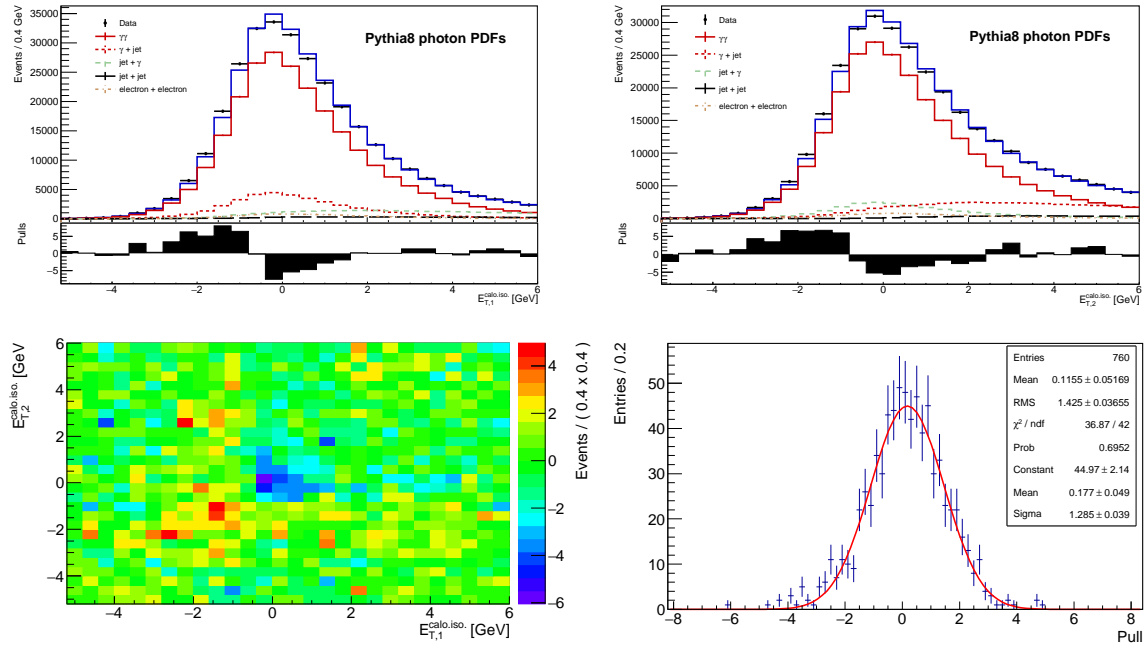 Events / 0.4 GeV
35000
30000
25000
20000
15000
10000
5000
0
Data
γγ
γ + jet
jet + γ
jet + jet
electron + electron
Pythia8 photon PDFs
Pulls
5
0
−5
−4 −2 0 2 4 6
E_{T,1}^{calo.iso.} [GeV]
Events / 0.4 GeV
30000
25000
20000
15000
10000
5000
0
Data
γγ
γ + jet
jet + γ
jet + jet
electron + electron
Pythia8 photon PDFs
Pulls
5
0
−5
−4 −2 0 2 4 6
E_{T,2}^{calo.iso.} [GeV]
E_{T,2}^{calo.iso.} [GeV]
6
4
2
0
−2
−4
−4 −2 0 2 4 6
E_{T,1}^{calo.iso.} [GeV]
4
2
0
−2
−4
−6
Events / ( 0.4 x 0.4 )
Entries / 0.2
50
40
30
20
10
0
Entries 760
Mean 0.1155 ± 0.05169
RMS 1.425 ± 0.03655
χ² / ndf 36.87 / 42
Prob 0.6952
Constant 44.97 ± 2.14
Mean 0.177 ± 0.049
Sigma 1.285 ± 0.039
−8 −6 −4 −2 0 2 4 6 8
Pull